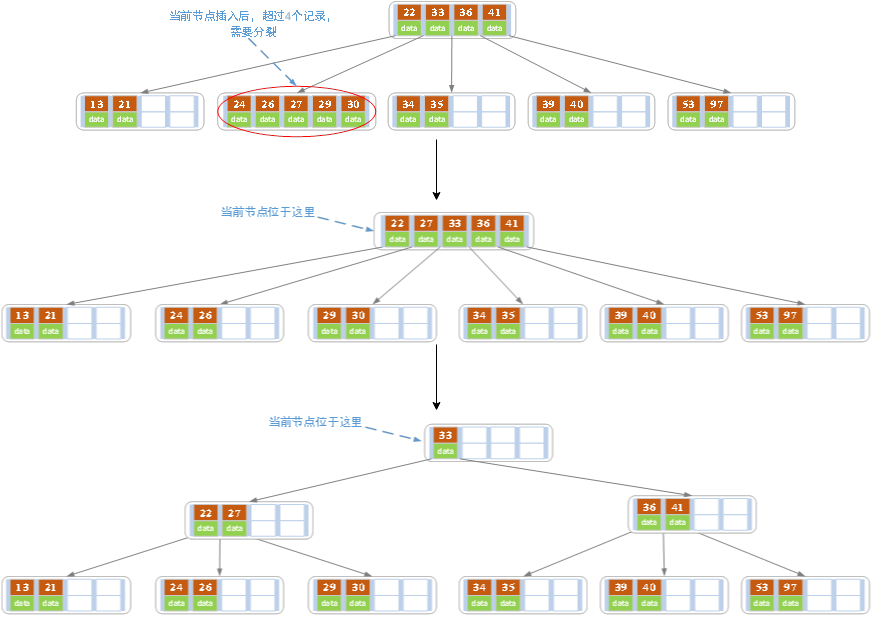 当前节点插入后，超过4个记录，
需要分裂
22 33 36 41
data data data data
13 21
data data
24 26 27 29 30
data data data data data
34 35
data data
39 40
data data
53 97
data data
当前节点位于这里
22 27 33 36 41
data data data data data
13 21
data data
24 26
data data
29 30
data data
34 35
data data
39 40
data data
53 97
data data
当前节点位于这里
33
data
22 27
data data
36 41
data data
13 21
data data
24 26
data data
29 30
data data
34 35
data data
39 40
data data
53 97
data data